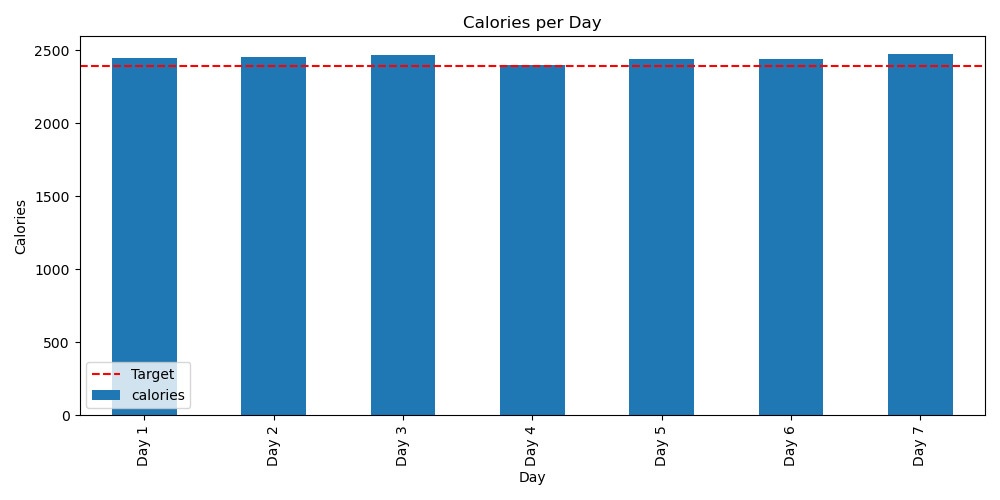 Calories per Day
Calories
2500
2000
1500
1000
500
0
Target
calories
Day 1
Day 2
Day 3
Day 4
Day 5
Day 6
Day 7
Day